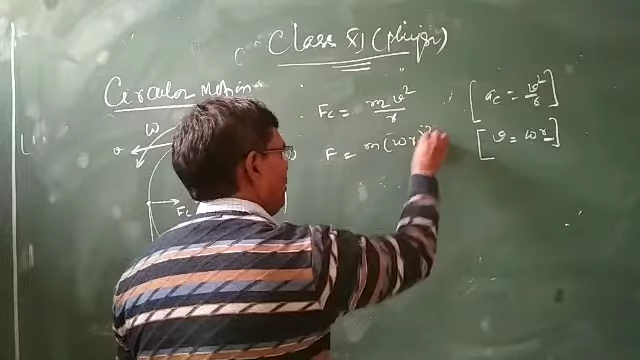 Class XI (Physics)
Circular Motion
Fc = mv²/r [ac = v²/r]
F = m(ωr)² [v = ωr]
ω
v
Fc